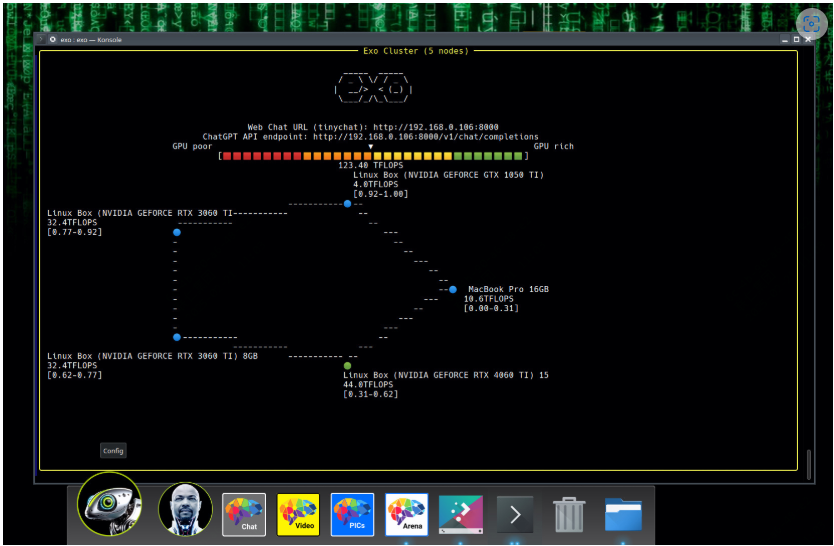 exo : exo — Konsole
Exo Cluster (5 nodes)
exo
Web Chat URL (tinychat): http://192.168.0.106:8000
ChatGPT API endpoint: http://192.168.0.106:8000/v1/chat/completions
GPU poor ▼ GPU rich
123.40 TFLOPS
Linux Box (NVIDIA GEFORCE GTX 1050 TI)
4.0TFLOPS
[0.92-1.00]
Linux Box (NVIDIA GEFORCE RTX 3060 TI
32.4TFLOPS
[0.77-0.92]
MacBook Pro 16GB
10.6TFLOPS
[0.00-0.31]
Linux Box (NVIDIA GEFORCE RTX 3060 TI) 8GB
32.4TFLOPS
[0.62-0.77]
Linux Box (NVIDIA GEFORCE RTX 4060 TI) 15
44.0TFLOPS
[0.31-0.62]
Config
Chat
Video
PICs
Arena